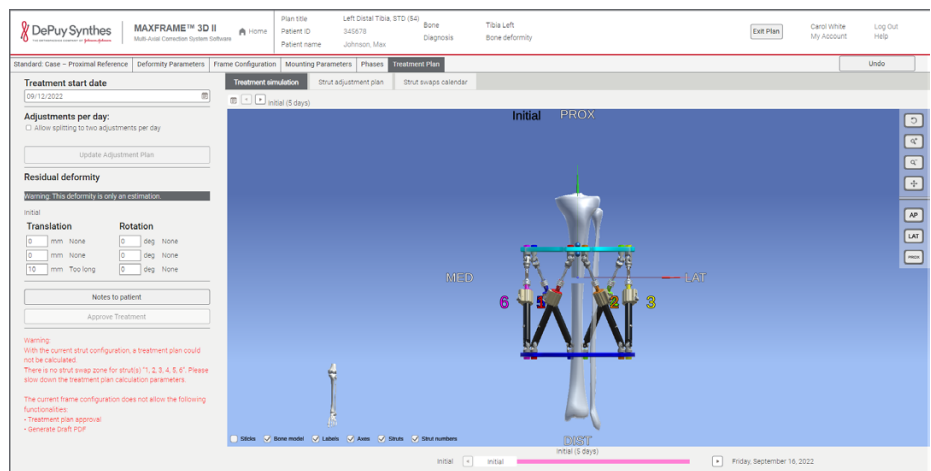 DePuy Synthes
THE ORTHOPAEDICS COMPANY OF Johnson & Johnson
MAXFRAME™ 3D II
Multi-Axial Correction System Software
Home
Plan title Left Distal Tibia, STD (54)
Patient ID 345678
Patient name Johnson, Max
Bone Tibia Left
Diagnosis Bone deformity
Exit Plan
Carol White
My Account
Log Out
Help
Standard: Case – Proximal Reference Deformity Parameters Frame Configuration Mounting Parameters Phases Treatment Plan
Undo
Treatment start date
09/12/2022
Adjustments per day:
Allow splitting to two adjustments per day
Update Adjustment Plan
Residual deformity
Warning: This deformity is only an estimation.
Initial
Translation Rotation
0 mm None 0 deg None
0 mm None 0 deg None
10 mm Too long 0 deg None
Notes to patient
Approve Treatment
Warning:
With the current strut configuration, a treatment plan could
not be calculated.
There is no strut swap zone for strut(s) "1, 2, 3, 4, 5, 6". Please
slow down the treatment plan calculation parameters.
The current frame configuration does not allow the following
functionalities:
- Treatment plan approval
- Generate Draft PDF
Treatment simulation Strut adjustment plan Strut swaps calendar
Initial (5 days)
Initial PROX
MED LAT
6 2 3
DIST
AP
LAT
PROX
Sticks Bone model Labels Axes Struts Strut numbers
Initial (5 days)
Initial Initial Friday, September 16, 2022